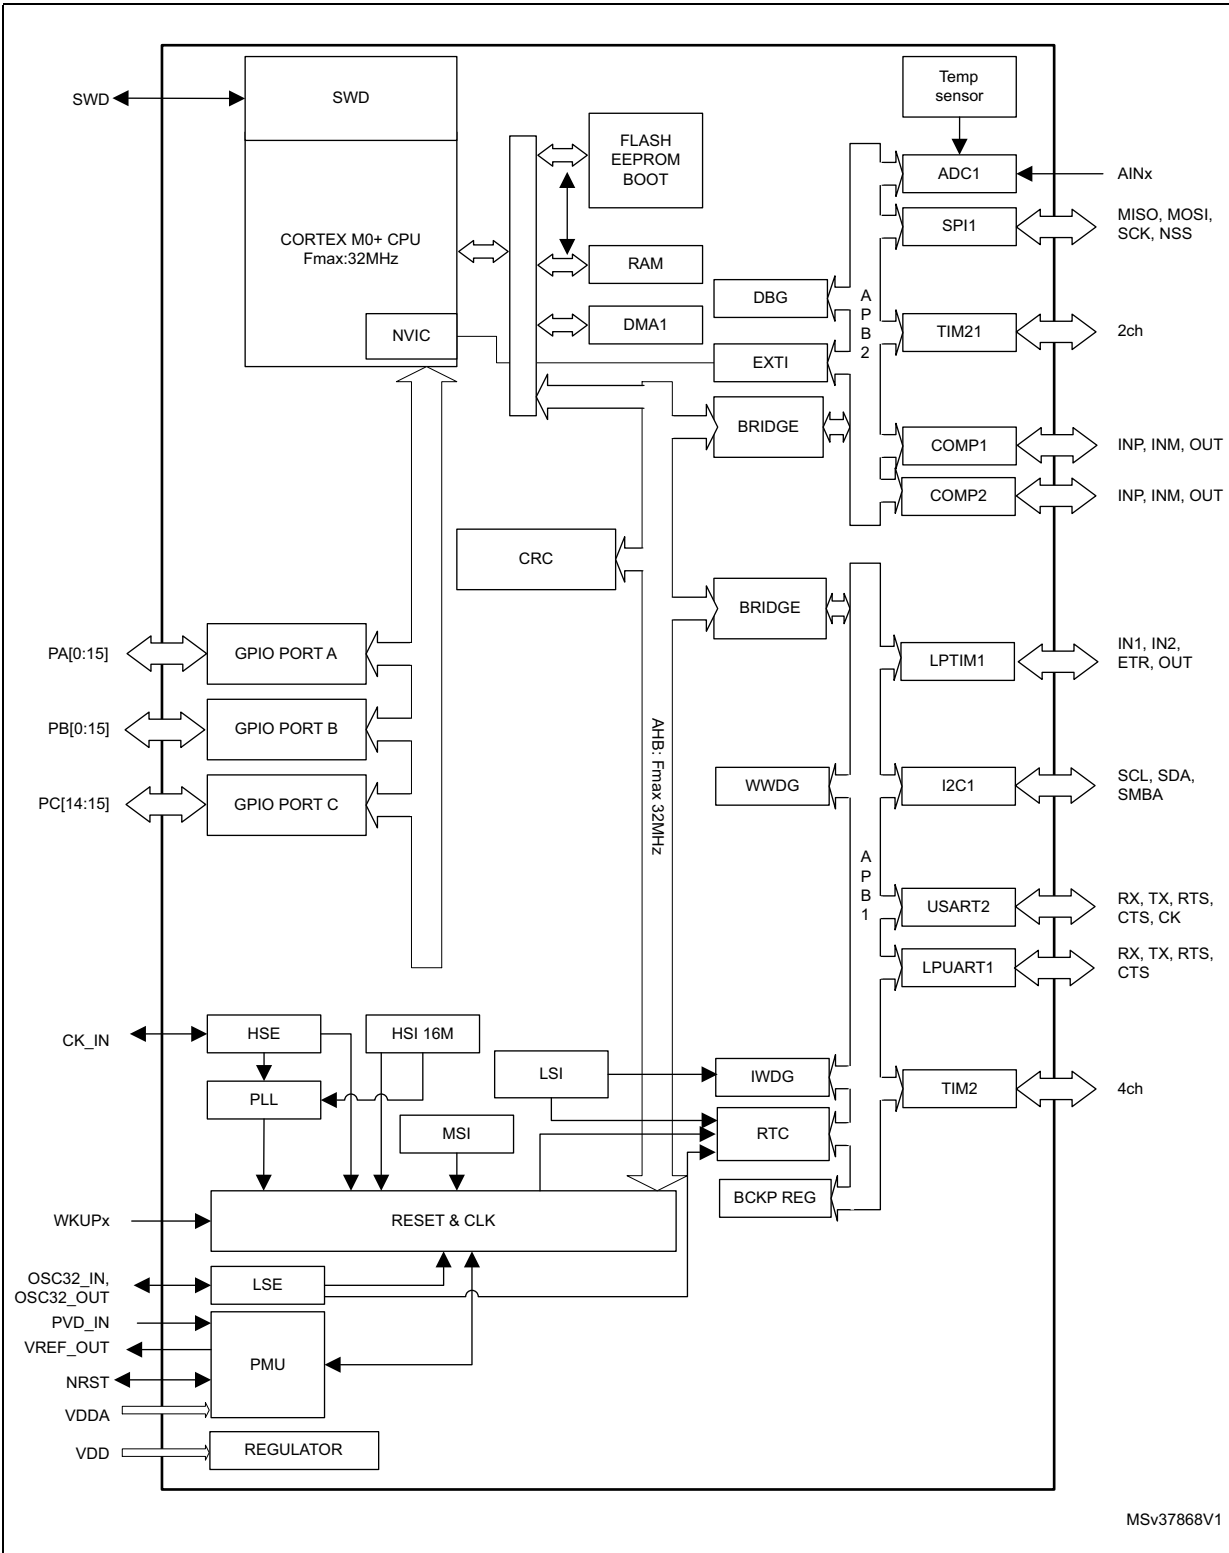 Temp
sensor
SWD
SWD
FLASH
EEPROM
BOOT
ADC1
AINx
SPI1
MISO, MOSI,
SCK, NSS
CORTEX M0+ CPU
Fmax:32MHz
RAM
DBG
APB2
NVIC
DMA1
TIM21
2ch
EXTI
BRIDGE
COMP1
INP, INM, OUT
COMP2
INP, INM, OUT
CRC
BRIDGE
PA[0:15]
GPIO PORT A
LPTIM1
IN1, IN2,
ETR, OUT
PB[0:15]
GPIO PORT B
AHB: Fmax 32MHz
PC[14:15]
GPIO PORT C
WWDG
I2C1
SCL, SDA,
SMBA
APB1
USART2
RX, TX, RTS,
CTS, CK
LPUART1
RX, TX, RTS,
CTS
CK_IN
HSE
HSI 16M
LSI
IWDG
TIM2
4ch
PLL
MSI
RTC
BCKP REG
WKUPx
RESET & CLK
OSC32_IN,
OSC32_OUT
LSE
PVD_IN
VREF_OUT
PMU
NRST
VDDA
VDD
REGULATOR
MSv37868V1